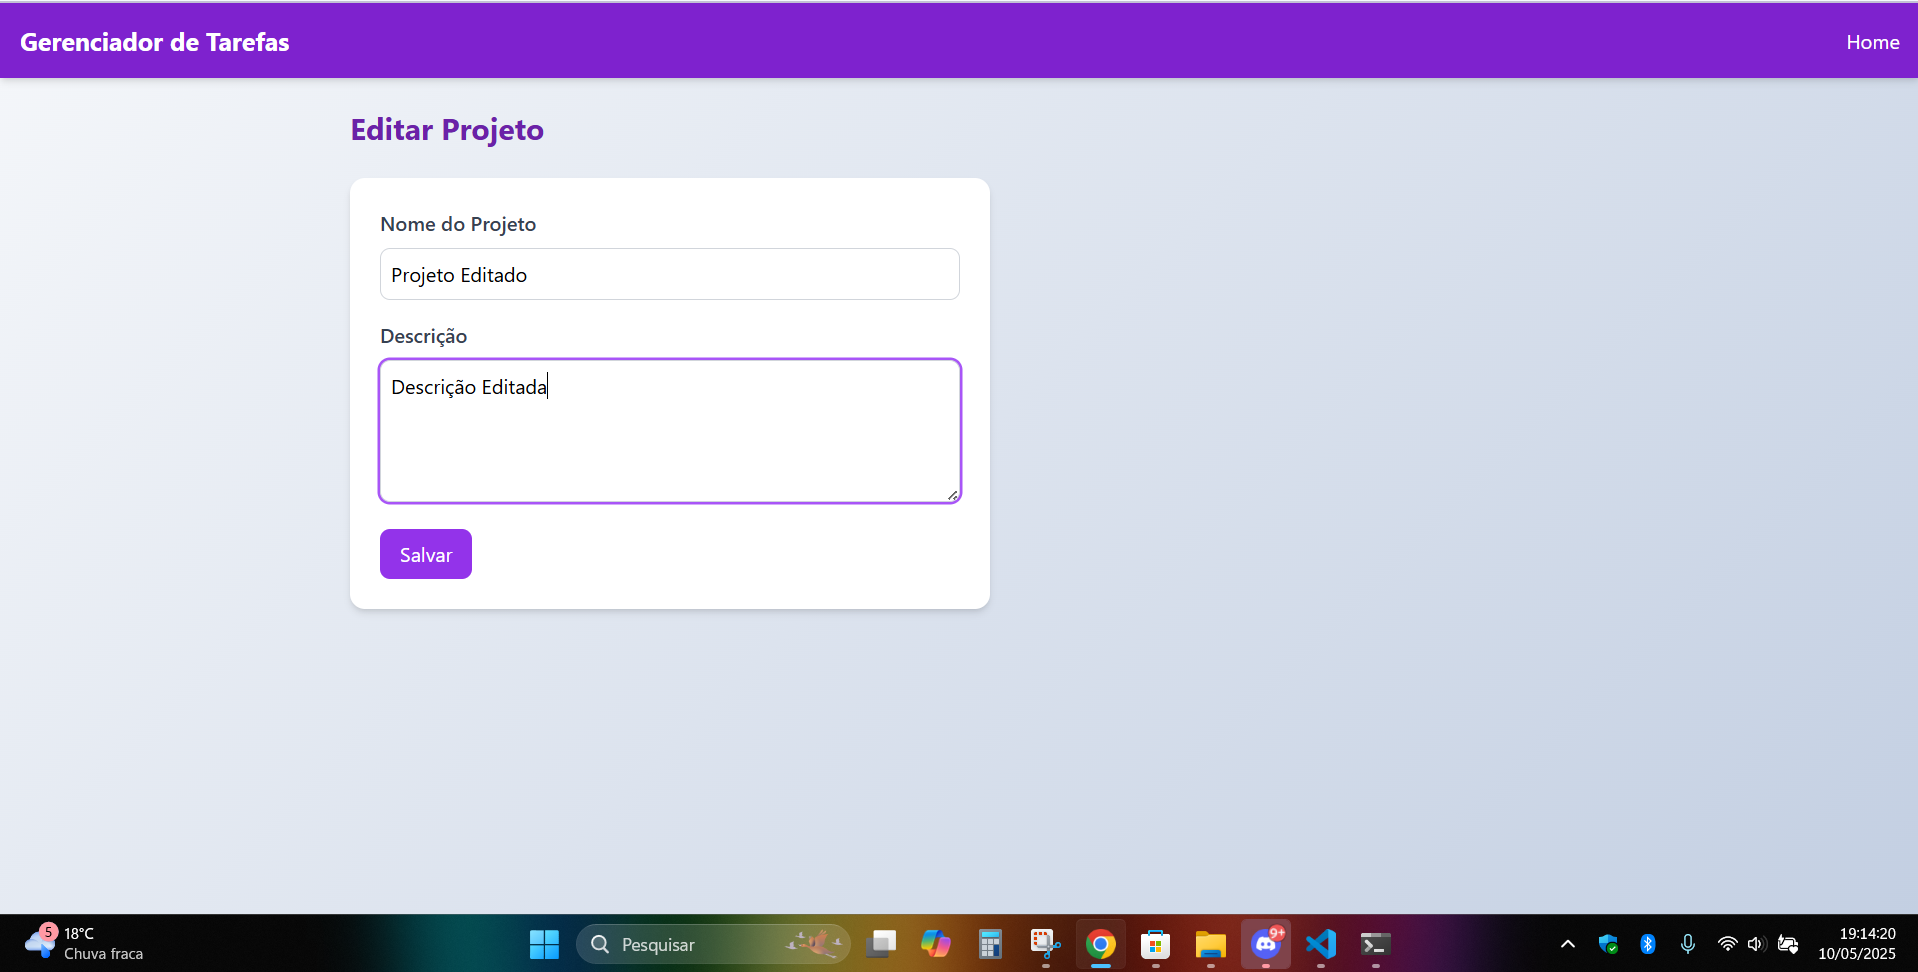 Gerenciador de Tarefas
Home
Editar Projeto
Nome do Projeto
Projeto Editado
Descrição
Descrição Editada
Salvar
5
18°C
Chuva fraca
Pesquisar
9+
19:14:20
10/05/2025